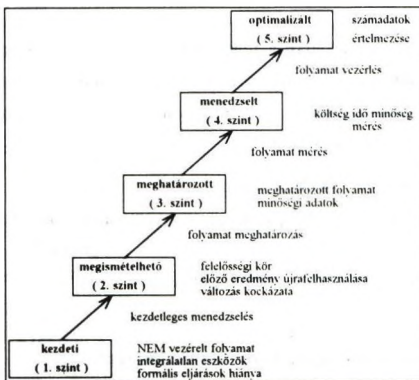 optimalizált
( 5. szint )
számadatok
értelmezése
folyamat vezérlés
menedzselt
( 4. szint )
költség idő minőség
mérés
folyamat mérés
meghatározott
( 3. szint )
meghatározott folyamat
minőségi adatok
folyamat meghatározás
megismételhető
( 2. szint )
felelősségi kör
előző eredmény újrafelhasználása
változás kockázata
kezdetleges menedzselés
kezdeti
( 1. szint )
NEM vezérelt folyamat
integrálatlan eszközök
formális eljárások hiánya